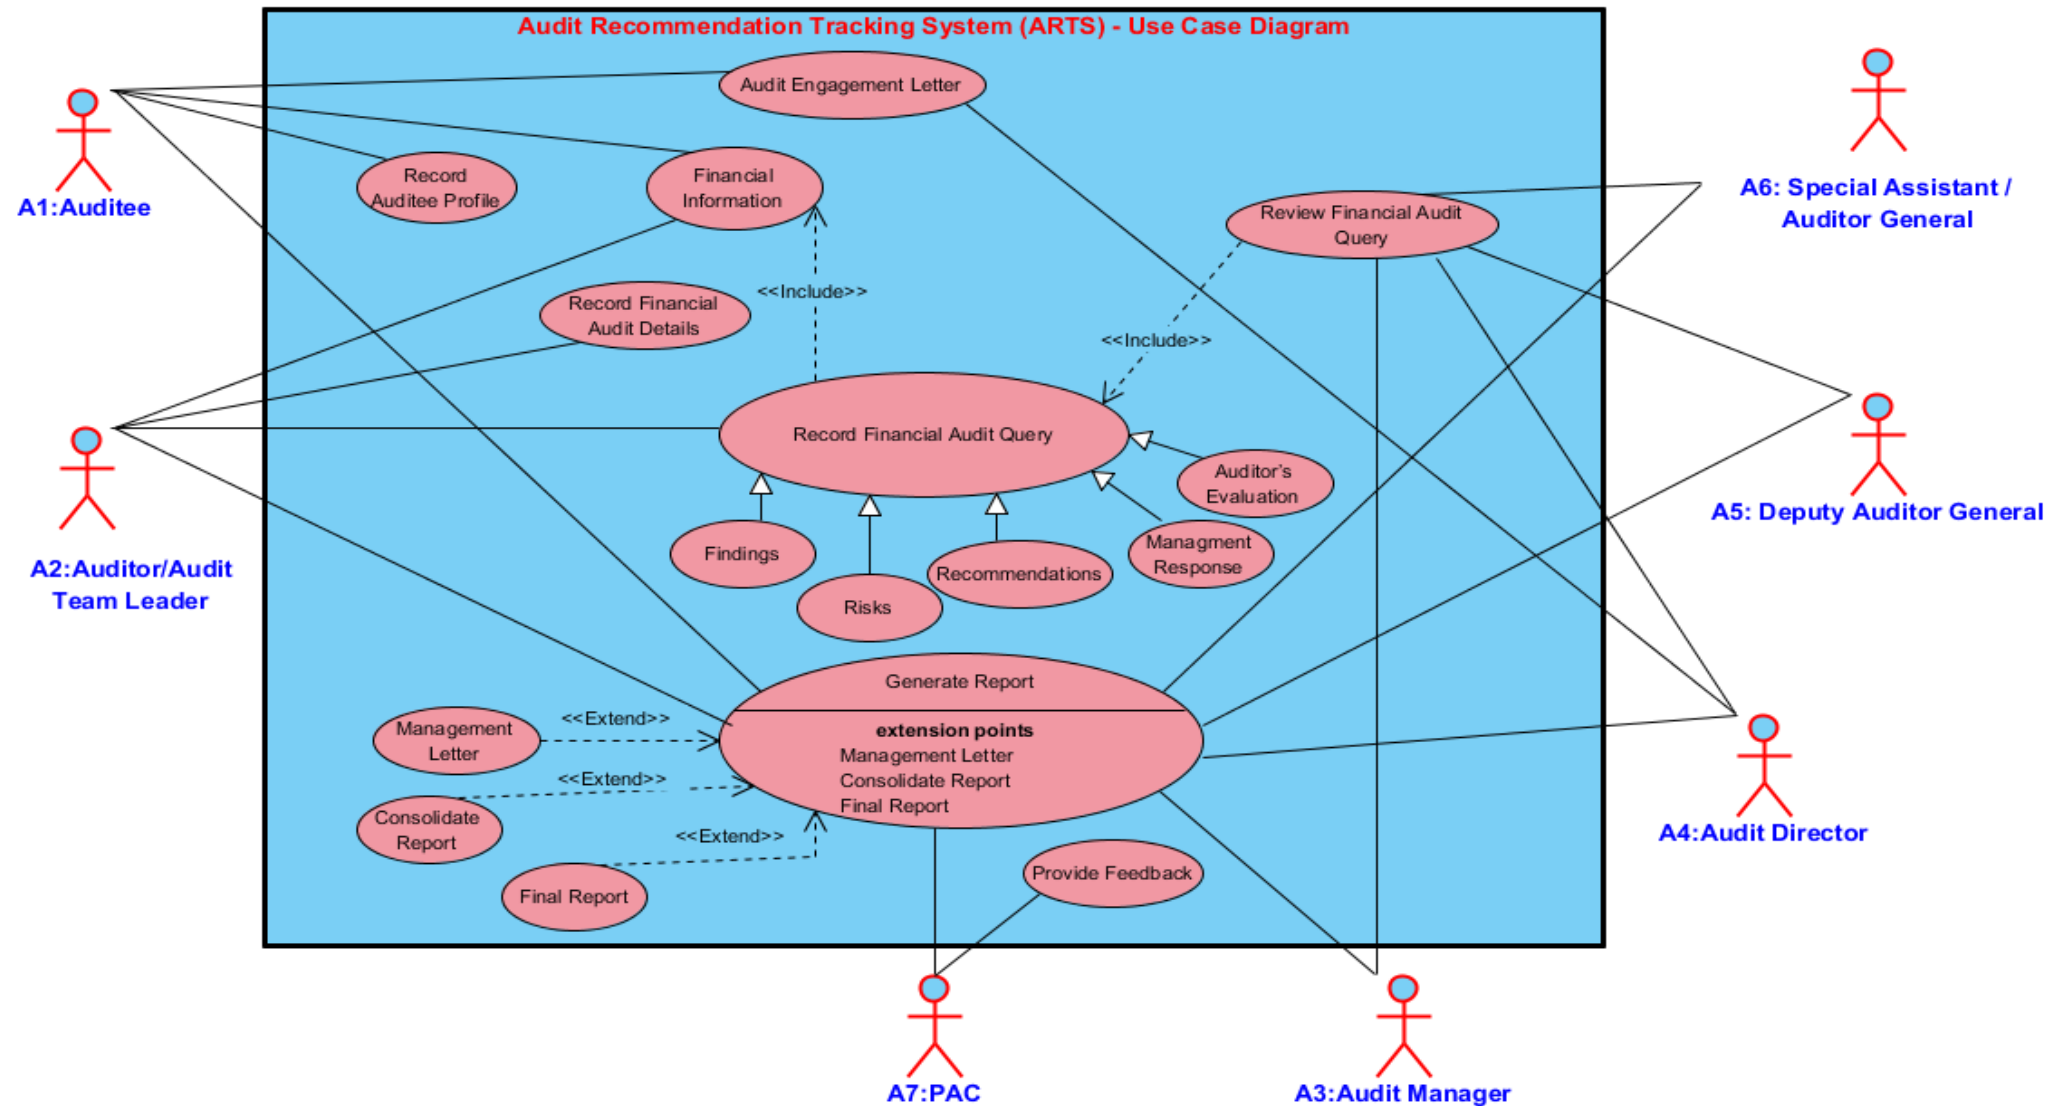 Audit Recommendation Tracking System (ARTS) - Use Case Diagram
Audit Engagement Letter
A1:Auditee
Record
Auditee Profile
Financial
Information
Review Financial Audit
Query
A6: Special Assistant /
Auditor General
<<Include>>
Record Financial
Audit Details
<<Include>>
Record Financial Audit Query
Auditor's
Evaluation
A5: Deputy Auditor General
Findings
Managment
Response
Recommendations
Risks
A2:Auditor/Audit
Team Leader
Generate Report
extension points
Management Letter
Consolidate Report
Final Report
Management
Letter
<<Extend>>
<<Extend>>
Consolidate
Report
<<Extend>>
Final Report
Provide Feedback
A4:Audit Director
A7:PAC
A3:Audit Manager